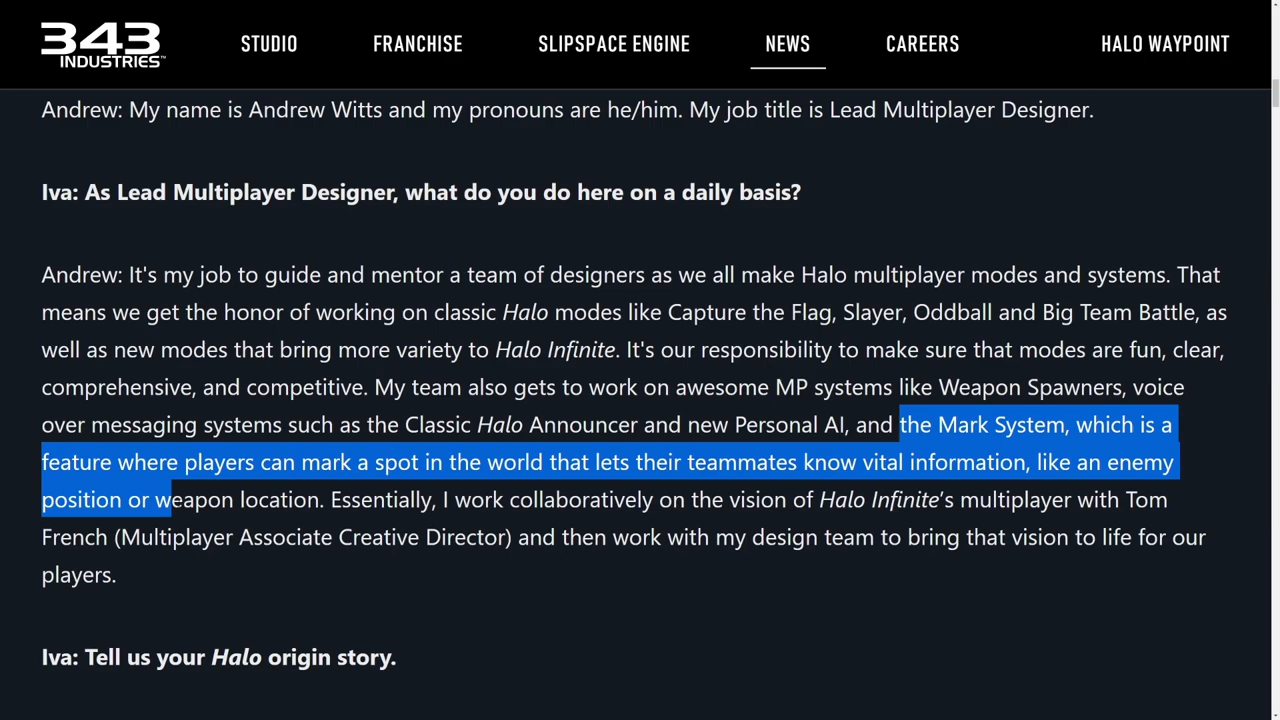 343
INDUSTRIES™
STUDIO
FRANCHISE
SLIPSPACE ENGINE
NEWS
CAREERS
HALO WAYPOINT
Andrew: My name is Andrew Witts and my pronouns are he/him. My job title is Lead Multiplayer Designer.
Iva: As Lead Multiplayer Designer, what do you do here on a daily basis?
Andrew: It's my job to guide and mentor a team of designers as we all make Halo multiplayer modes and systems. That
means we get the honor of working on classic Halo modes like Capture the Flag, Slayer, Oddball and Big Team Battle, as
well as new modes that bring more variety to Halo Infinite. It's our responsibility to make sure that modes are fun, clear,
comprehensive, and competitive. My team also gets to work on awesome MP systems like Weapon Spawners, voice
over messaging systems such as the Classic Halo Announcer and new Personal AI, and the Mark System, which is a
feature where players can mark a spot in the world that lets their teammates know vital information, like an enemy
position or weapon location. Essentially, I work collaboratively on the vision of Halo Infinite’s multiplayer with Tom
French (Multiplayer Associate Creative Director) and then work with my design team to bring that vision to life for our
players.
Iva: Tell us your Halo origin story.